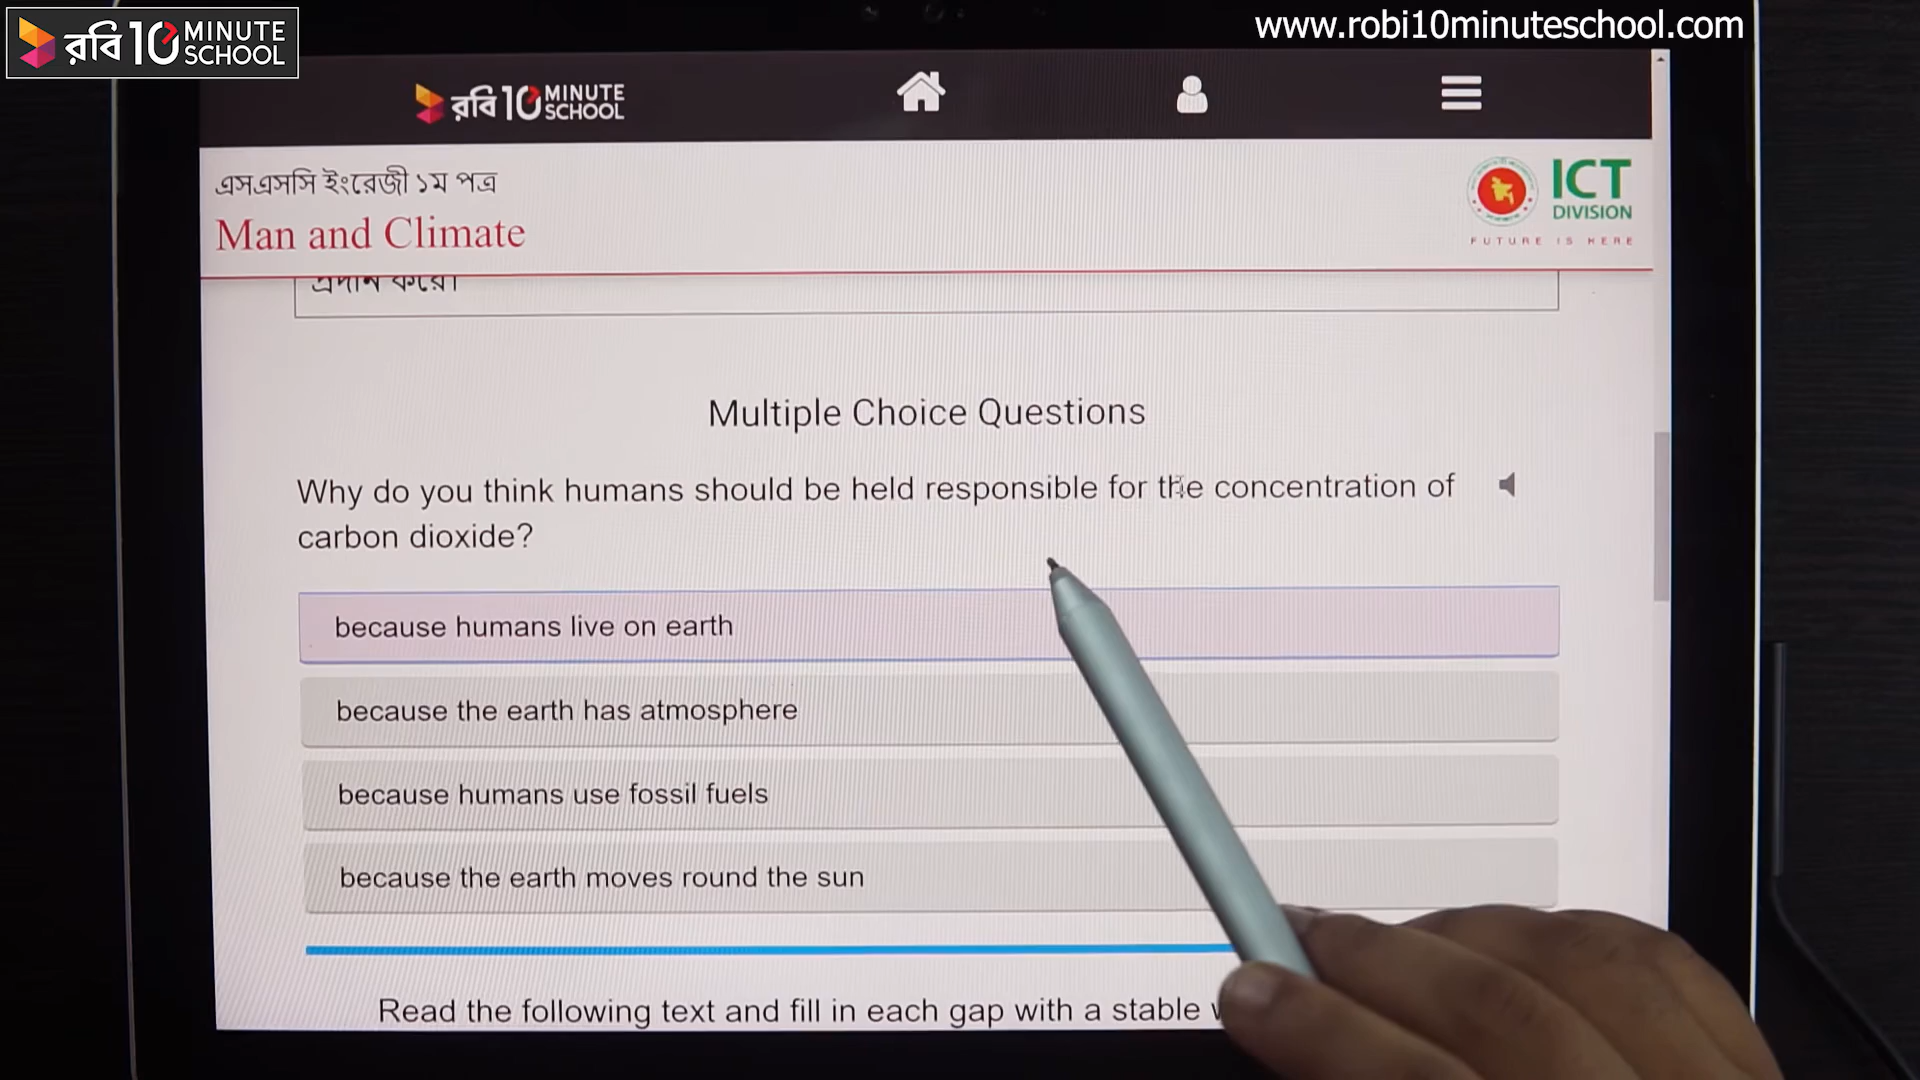 রবি 10 MINUTE SCHOOL
www.robi10minuteschool.com
রবি 10 MINUTE SCHOOL
এসএসসি ইংরেজী ১ম পত্র
Man and Climate
ICT
DIVISION
FUTURE IS HERE
প্রদান করে।
Multiple Choice Questions
Why do you think humans should be held responsible for the concentration of
carbon dioxide?
because humans live on earth
because the earth has atmosphere
because humans use fossil fuels
because the earth moves round the sun
Read the following text and fill in each gap with a stable